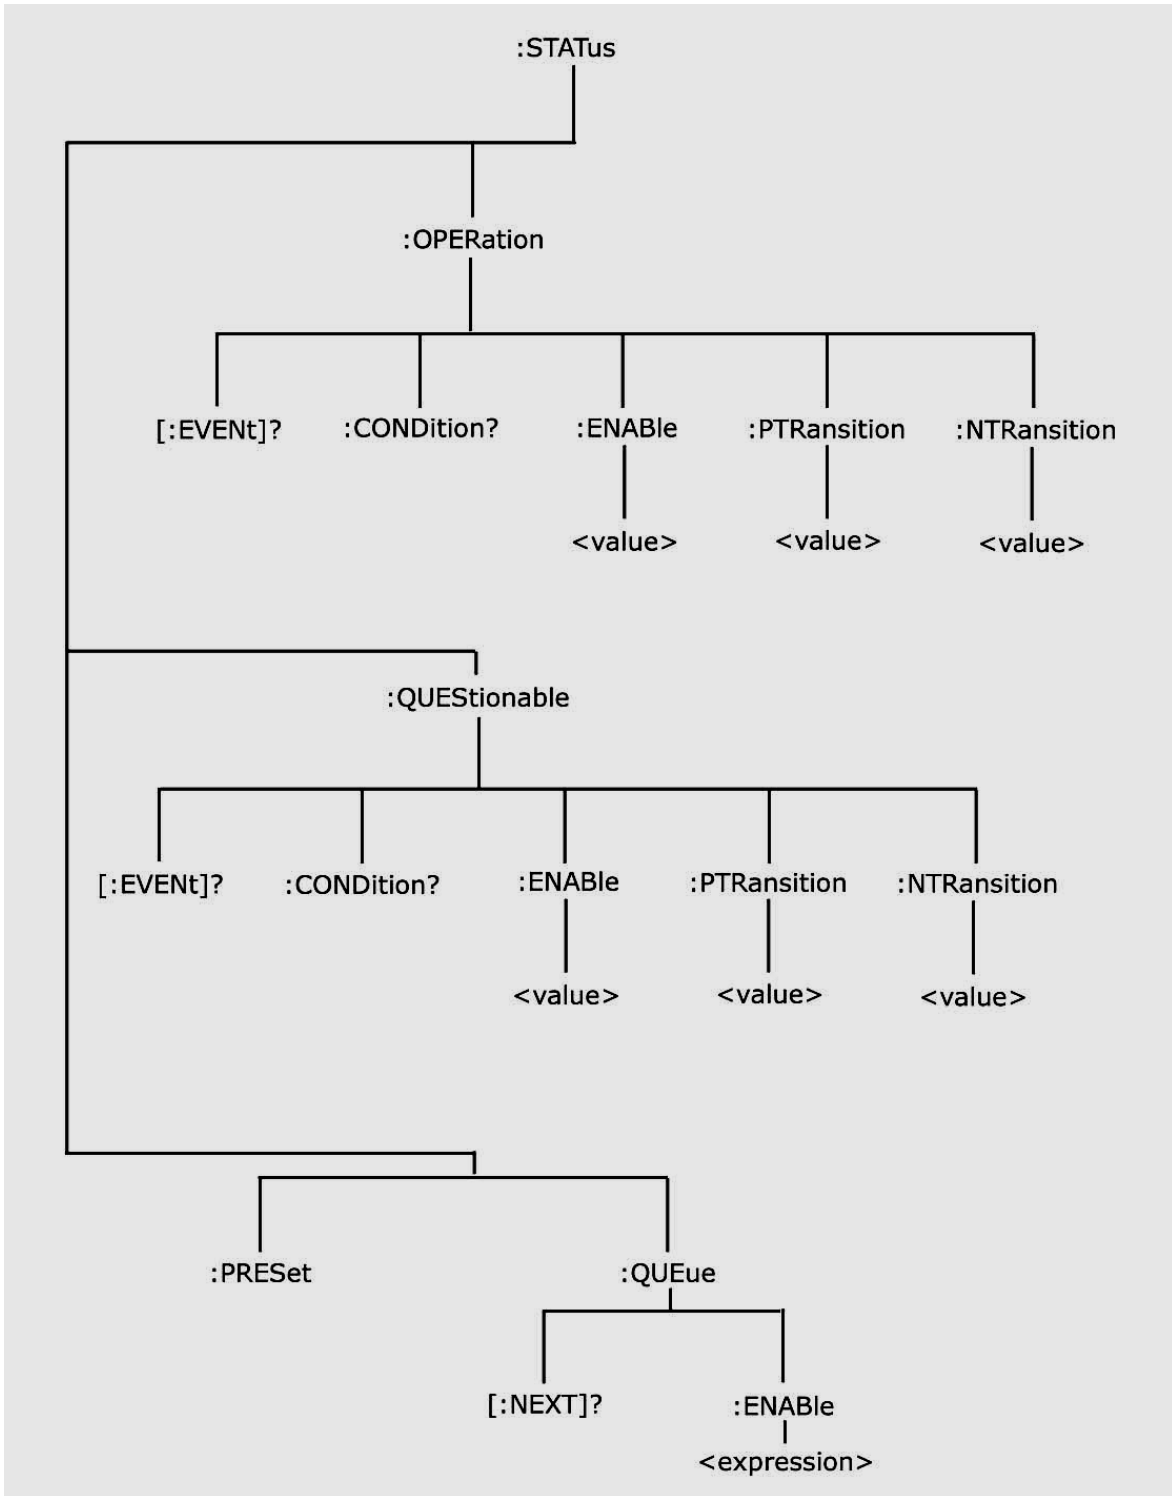 :STATus
:OPERation
[:EVENt]? :CONDition? :ENABle :PTRansition :NTRansition
<value> <value> <value>
:QUEStionable
[:EVENt]? :CONDition? :ENABle :PTRansition :NTRansition
<value> <value> <value>
:PRESet :QUEue
[:NEXT]? :ENABle
<expression>